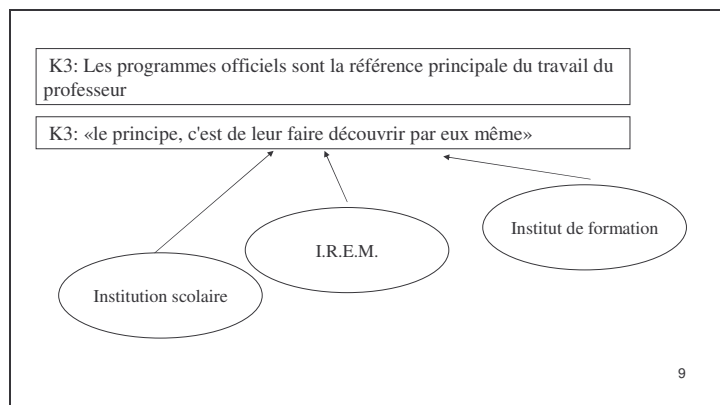 K3: Les programmes officiels sont la référence principale du travail du
professeur
K3: «le principe, c'est de leur faire découvrir par eux même»
Institut de formation
I.R.E.M.
Institution scolaire
9